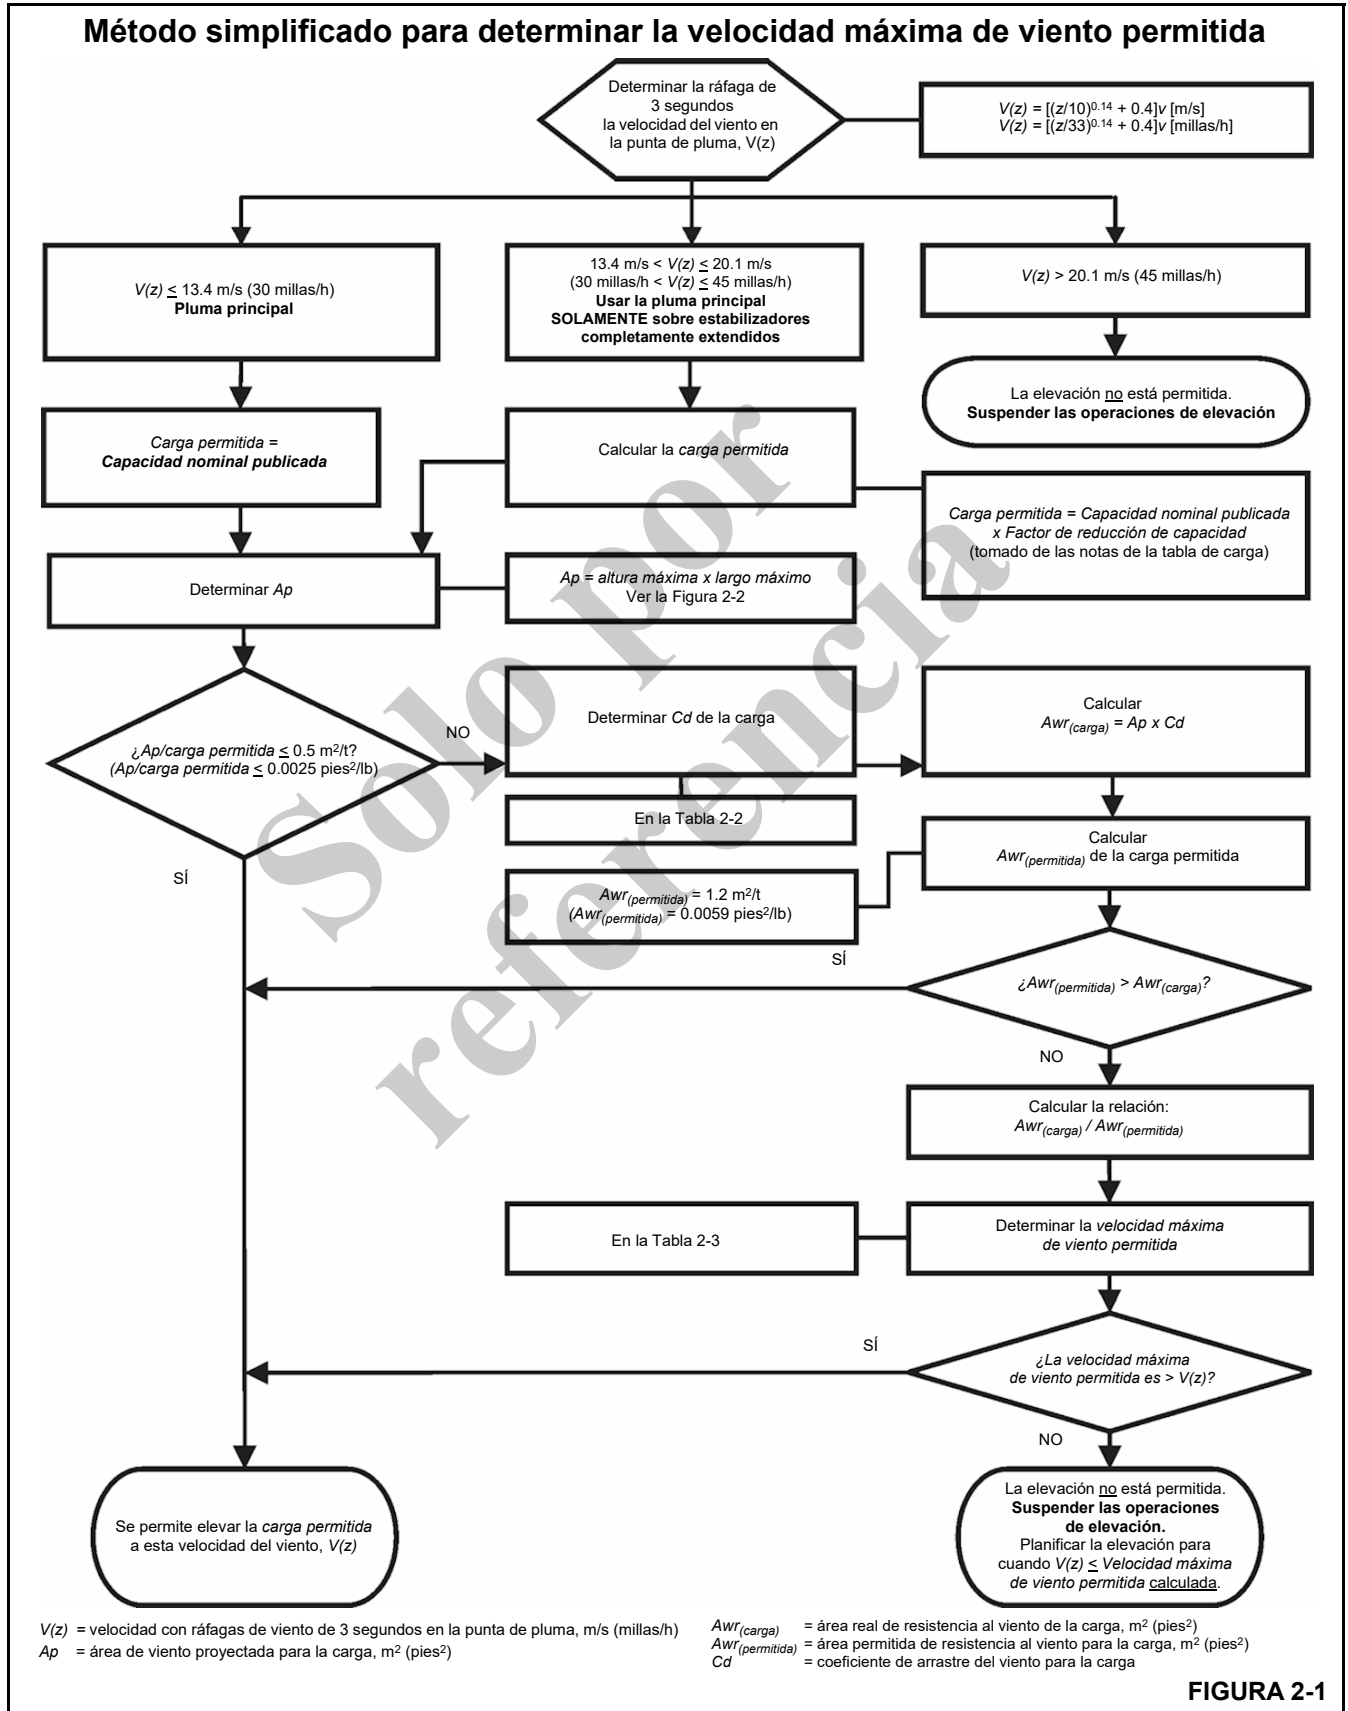 Método simplificado para determinar la velocidad máxima de viento permitida
Determinar la ráfaga de
3 segundos
la velocidad del viento en
la punta de pluma, V(z)
V(z) = [(z/10)^0.14 + 0.4]v [m/s]
V(z) = [(z/33)^0.14 + 0.4]v [millas/h]
V(z) ≤ 13.4 m/s (30 millas/h)
Pluma principal
13.4 m/s < V(z) ≤ 20.1 m/s
(30 millas/h < V(z) ≤ 45 millas/h)
Usar la pluma principal
SOLAMENTE sobre estabilizadores
completamente extendidos
V(z) > 20.1 m/s (45 millas/h)
La elevación no está permitida.
Suspender las operaciones de elevación
Carga permitida =
Capacidad nominal publicada
Calcular la carga permitida
Carga permitida = Capacidad nominal publicada
x Factor de reducción de capacidad
(tomado de las notas de la tabla de carga)
Determinar Ap
Ap = altura máxima x largo máximo
Ver la Figura 2-2
¿Ap/carga permitida ≤ 0.5 m²/t?
(Ap/carga permitida ≤ 0.0025 pies²/lb)
NO
SÍ
Determinar Cd de la carga
En la Tabla 2-2
Calcular
Awr(carga) = Ap x Cd
Calcular
Awr(permitida) de la carga permitida
Awr(permitida) = 1.2 m²/t
(Awr(permitida) = 0.0059 pies²/lb)
SÍ
¿Awr(permitida) > Awr(carga)?
NO
Calcular la relación:
Awr(carga) / Awr(permitida)
En la Tabla 2-3
Determinar la velocidad máxima
de viento permitida
SÍ
¿La velocidad máxima
de viento permitida es > V(z)?
NO
Se permite elevar la carga permitida
a esta velocidad del viento, V(z)
La elevación no está permitida.
Suspender las operaciones
de elevación.
Planificar la elevación para
cuando V(z) ≤ Velocidad máxima
de viento permitida calculada.
V(z) = velocidad con ráfagas de viento de 3 segundos en la punta de pluma, m/s (millas/h)
Ap = área de viento proyectada para la carga, m² (pies²)
Awr(carga) = área real de resistencia al viento de la carga, m² (pies²)
Awr(permitida) = área permitida de resistencia al viento para la carga, m² (pies²)
Cd = coeficiente de arrastre del viento para la carga
FIGURA 2-1
Solo por
referencia